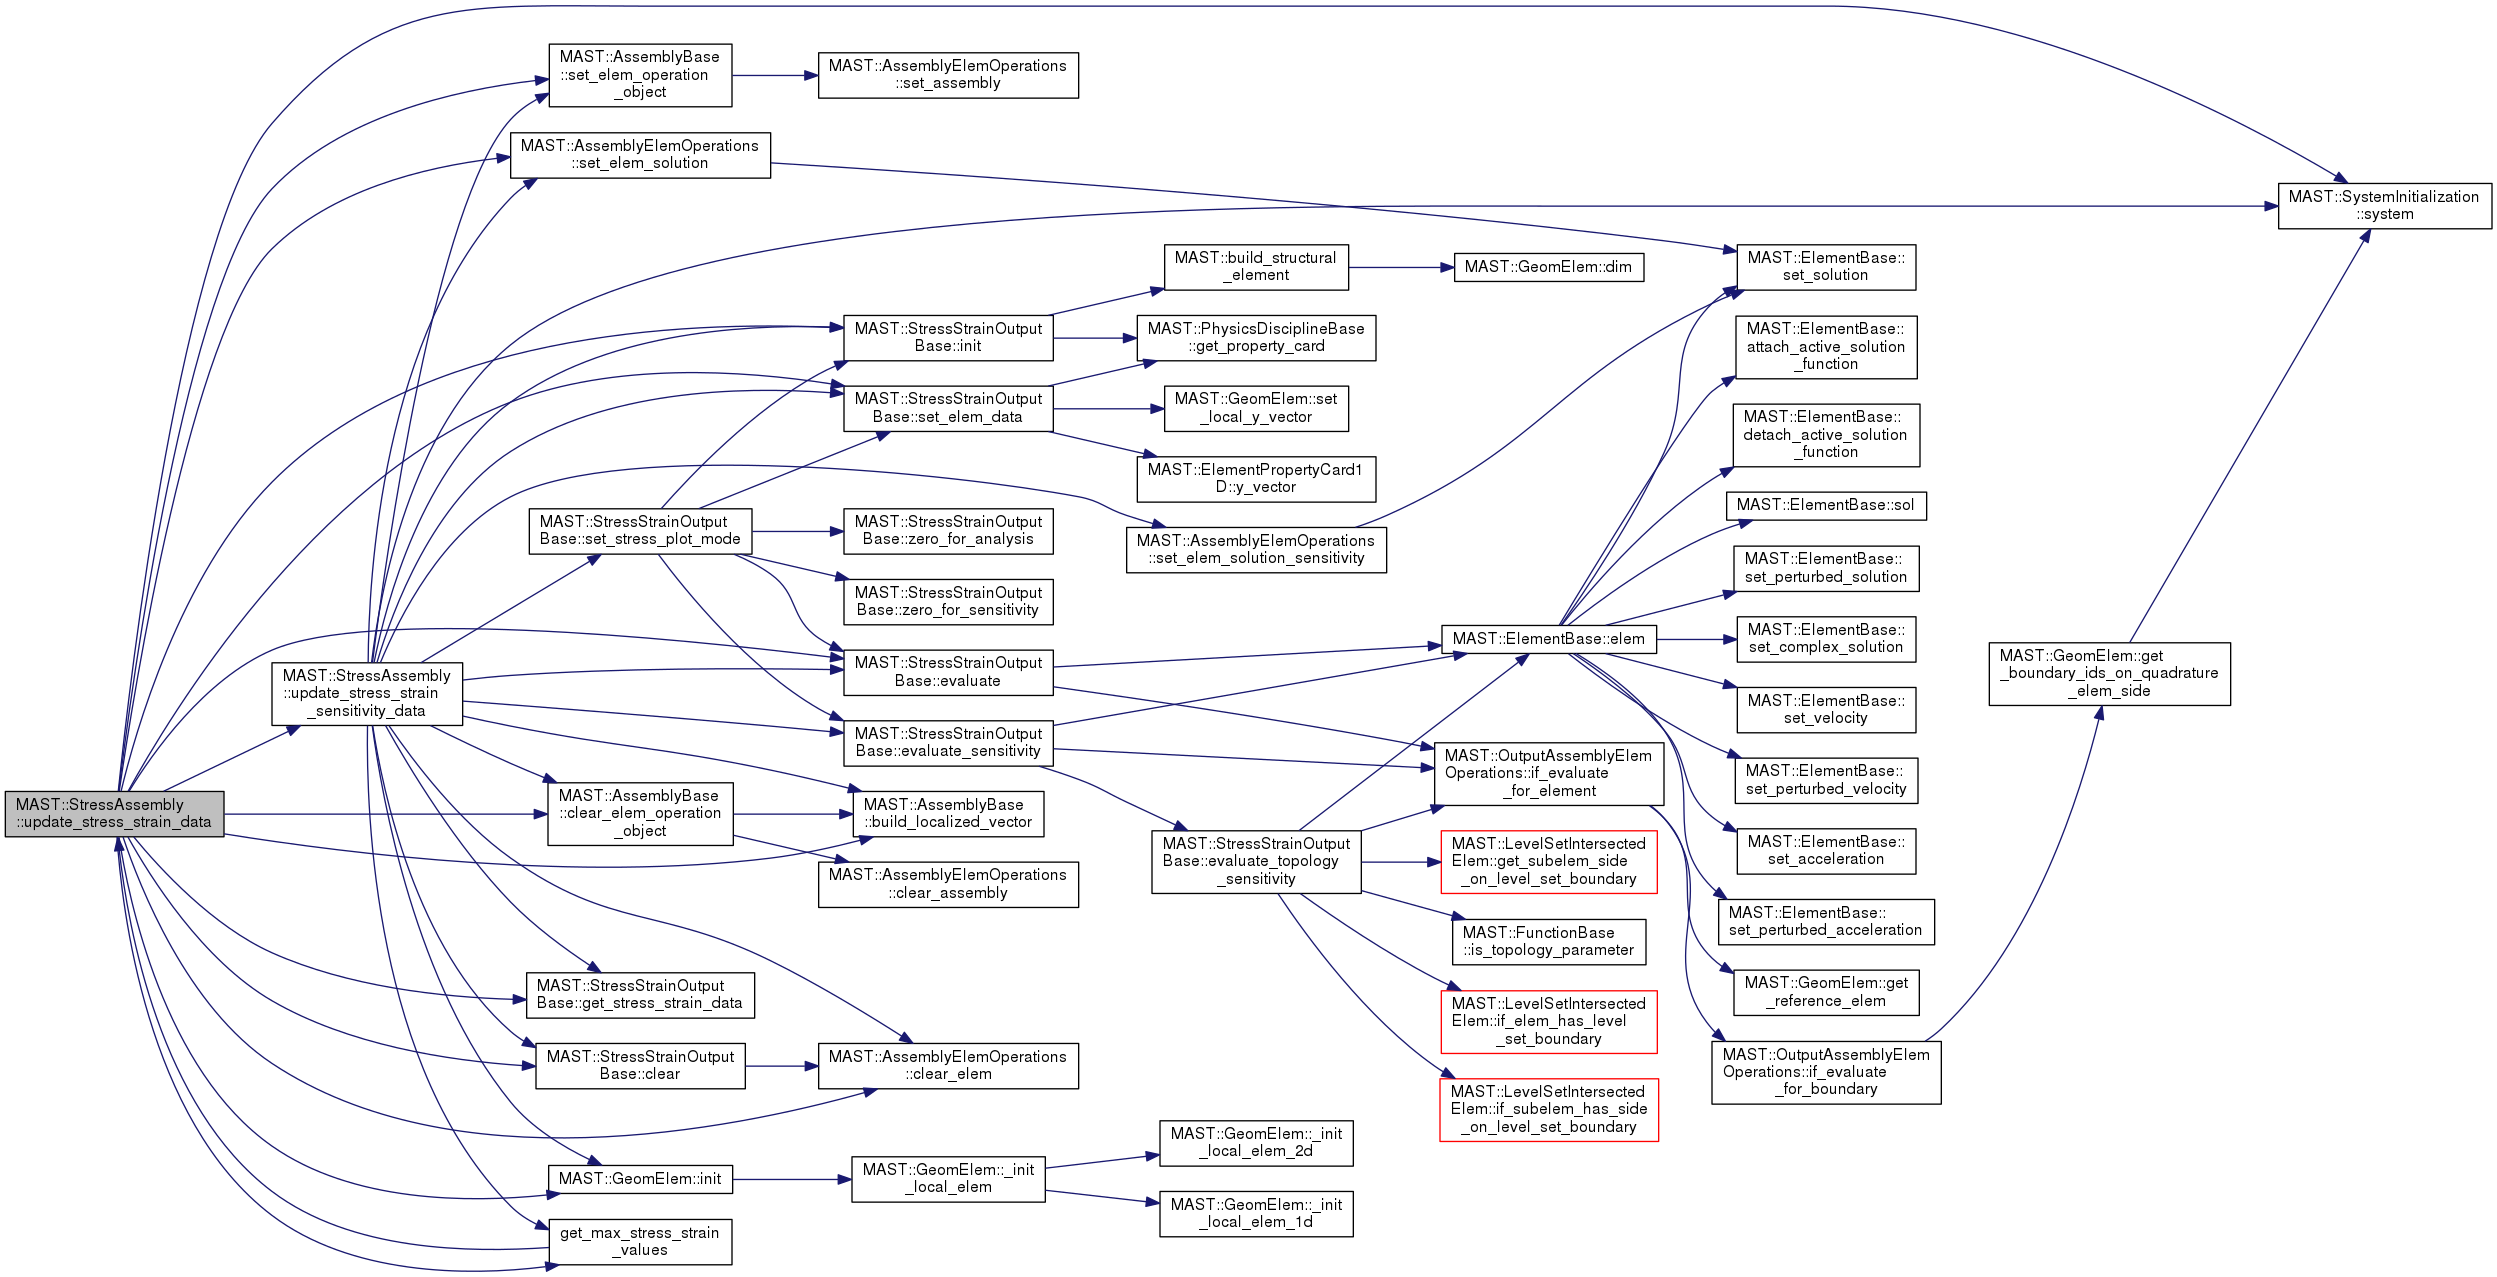 MAST::StressAssembly
::update_stress_strain_data
MAST::AssemblyBase
::set_elem_operation
_object
MAST::AssemblyElemOperations
::set_assembly
MAST::AssemblyElemOperations
::set_elem_solution
MAST::SystemInitialization
::system
MAST::build_structural
_element
MAST::GeomElem::dim
MAST::ElementBase::
set_solution
MAST::StressStrainOutput
Base::init
MAST::PhysicsDisciplineBase
::get_property_card
MAST::ElementBase::
attach_active_solution
_function
MAST::StressStrainOutput
Base::set_elem_data
MAST::GeomElem::set
_local_y_vector
MAST::ElementBase::
detach_active_solution
_function
MAST::ElementPropertyCard1
D::y_vector
MAST::ElementBase::sol
MAST::StressStrainOutput
Base::set_stress_plot_mode
MAST::StressStrainOutput
Base::zero_for_analysis
MAST::AssemblyElemOperations
::set_elem_solution_sensitivity
MAST::ElementBase::
set_perturbed_solution
MAST::StressStrainOutput
Base::zero_for_sensitivity
MAST::ElementBase::elem
MAST::ElementBase::
set_complex_solution
MAST::StressStrainOutput
Base::evaluate
MAST::StressAssembly
::update_stress_strain
_sensitivity_data
MAST::GeomElem::get
_boundary_ids_on_quadrature
_elem_side
MAST::ElementBase::
set_velocity
MAST::StressStrainOutput
Base::evaluate_sensitivity
MAST::OutputAssemblyElem
Operations::if_evaluate
_for_element
MAST::ElementBase::
set_perturbed_velocity
MAST::AssemblyBase
::clear_elem_operation
_object
MAST::AssemblyBase
::build_localized_vector
MAST::StressStrainOutput
Base::evaluate_topology
_sensitivity
MAST::LevelSetIntersected
Elem::get_subelem_side
_on_level_set_boundary
MAST::ElementBase::
set_acceleration
MAST::AssemblyElemOperations
::clear_assembly
MAST::FunctionBase
::is_topology_parameter
MAST::ElementBase::
set_perturbed_acceleration
MAST::StressStrainOutput
Base::get_stress_strain_data
MAST::LevelSetIntersected
Elem::if_elem_has_level
_set_boundary
MAST::GeomElem::get
_reference_elem
MAST::StressStrainOutput
Base::clear
MAST::AssemblyElemOperations
::clear_elem
MAST::LevelSetIntersected
Elem::if_subelem_has_side
_on_level_set_boundary
MAST::OutputAssemblyElem
Operations::if_evaluate
_for_boundary
MAST::GeomElem::init
MAST::GeomElem::_init
_local_elem
MAST::GeomElem::_init
_local_elem_2d
MAST::GeomElem::_init
_local_elem_1d
get_max_stress_strain
_values